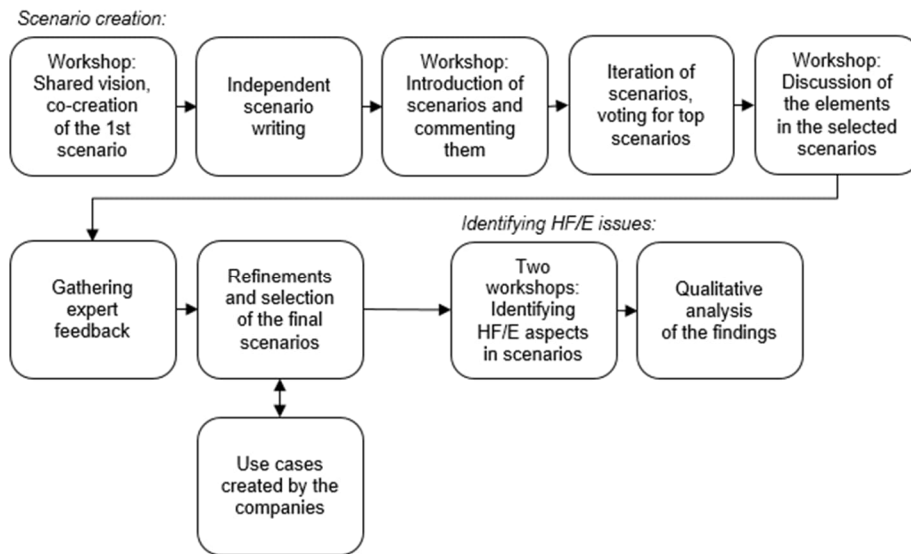 Scenario creation:
Workshop:
Shared vision,
co-creation
of the 1st
scenario
Independent
scenario
writing
Workshop:
Introduction of
scenarios and
commenting
them
Iteration of
scenarios,
voting for top
scenarios
Workshop:
Discussion of
the elements
in the selected
scenarios
Gathering
expert
feedback
Refinements
and selection
of the final
scenarios
Use cases
created by the
companies
Identifying HF/E issues:
Two
workshops:
Identifying
HF/E aspects
in scenarios
Qualitative
analysis
of the findings